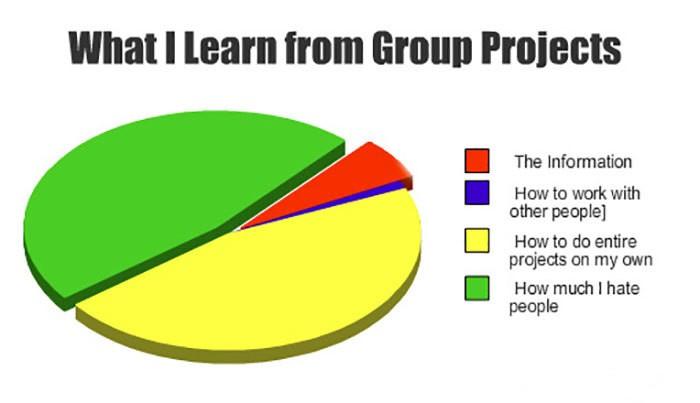 What I Learn from Group Projects
The Information
How to work with
other people]
How to do entire
projects on my own
How much I hate
people